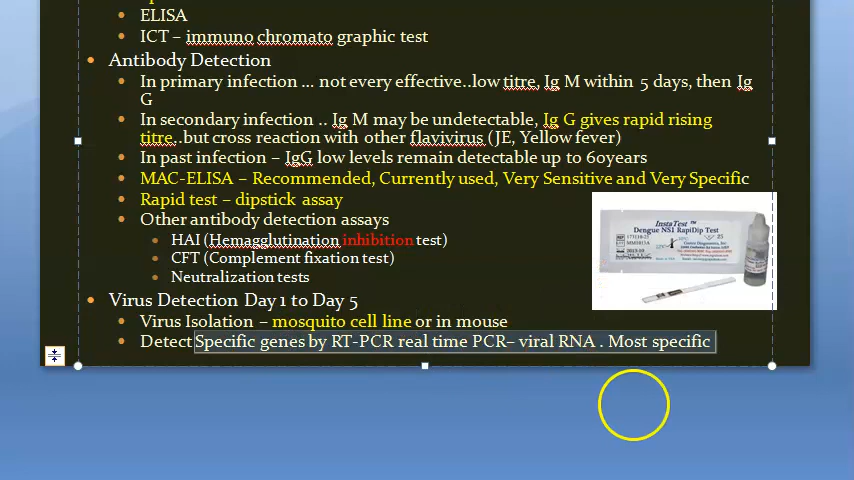 ELISA
ICT – immuno chromato graphic test
Antibody Detection
In primary infection ... not every effective..low titre, Ig M within 5 days, then Ig
G
In secondary infection .. Ig M may be undetectable, Ig G gives rapid rising
titre..but cross reaction with other flavivirus (JE, Yellow fever)
In past infection – IgG low levels remain detectable up to 60years
MAC-ELISA – Recommended, Currently used, Very Sensitive and Very Specific
Rapid test – dipstick assay
Other antibody detection assays
HAI (Hemagglutination inhibition test)
CFT (Complement fixation test)
Neutralization tests
InstaTest ™
Dengue NS1 RapiDip Test
Virus Detection Day 1 to Day 5
Virus Isolation – mosquito cell line or in mouse
Detect Specific genes by RT-PCR real time PCR– viral RNA . Most specific